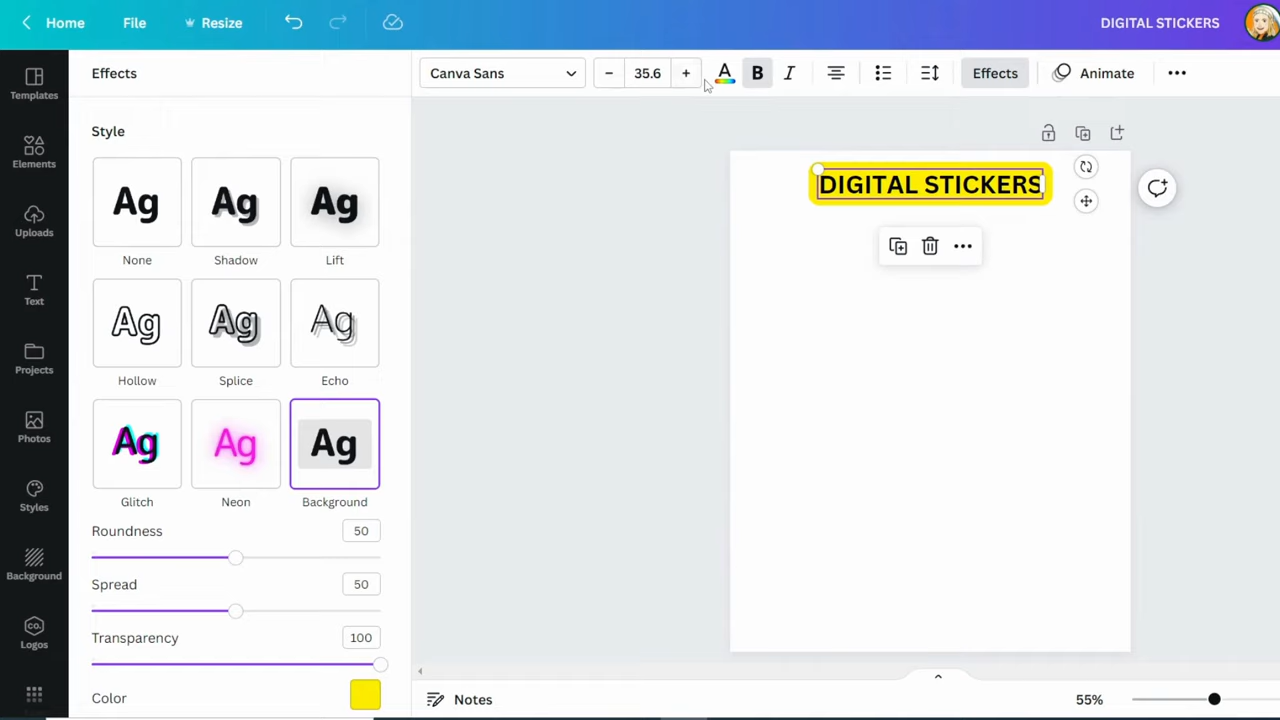 Home File Resize DIGITAL STICKERS
Templates
Elements
Uploads
Text
Projects
Photos
Styles
Background
co.
Logos
Effects
Style
Ag Ag Ag
None Shadow Lift
Ag Ag Ag
Hollow Splice Echo
Ag Ag Ag
Glitch Neon Background
Roundness 50
Spread 50
Transparency 100
Color
Canva Sans − 35.6 + A B I Effects Animate
DIGITAL STICKERS
Notes 55%